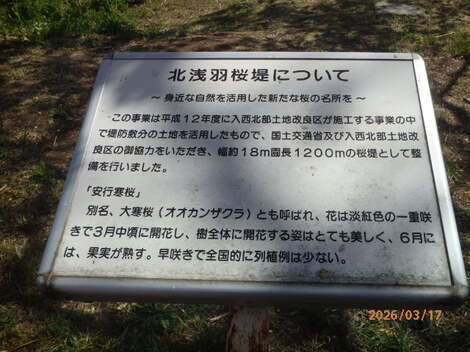 北浅羽桜堤について
～ 身近な自然を活用した新たな桜の名所を ～
この事業は平成12年度に入西北部土地改良区が施工する事業の中
で堤防敷分の土地を活用したもので、国土交通省及び入西北部土地改
良区の御協力をいただき、幅約18m園長1200mの桜堤として整
備を行いました。
「安行寒桜」
別名、大寒桜（オオカンザクラ）とも呼ばれ、花は淡紅色の一重咲
きで3月中頃に開花し、樹全体に開花する姿はとても美しく、6月に
は、果実が熟す。早咲きで全国的に列植例は少ない。
2026/03/17